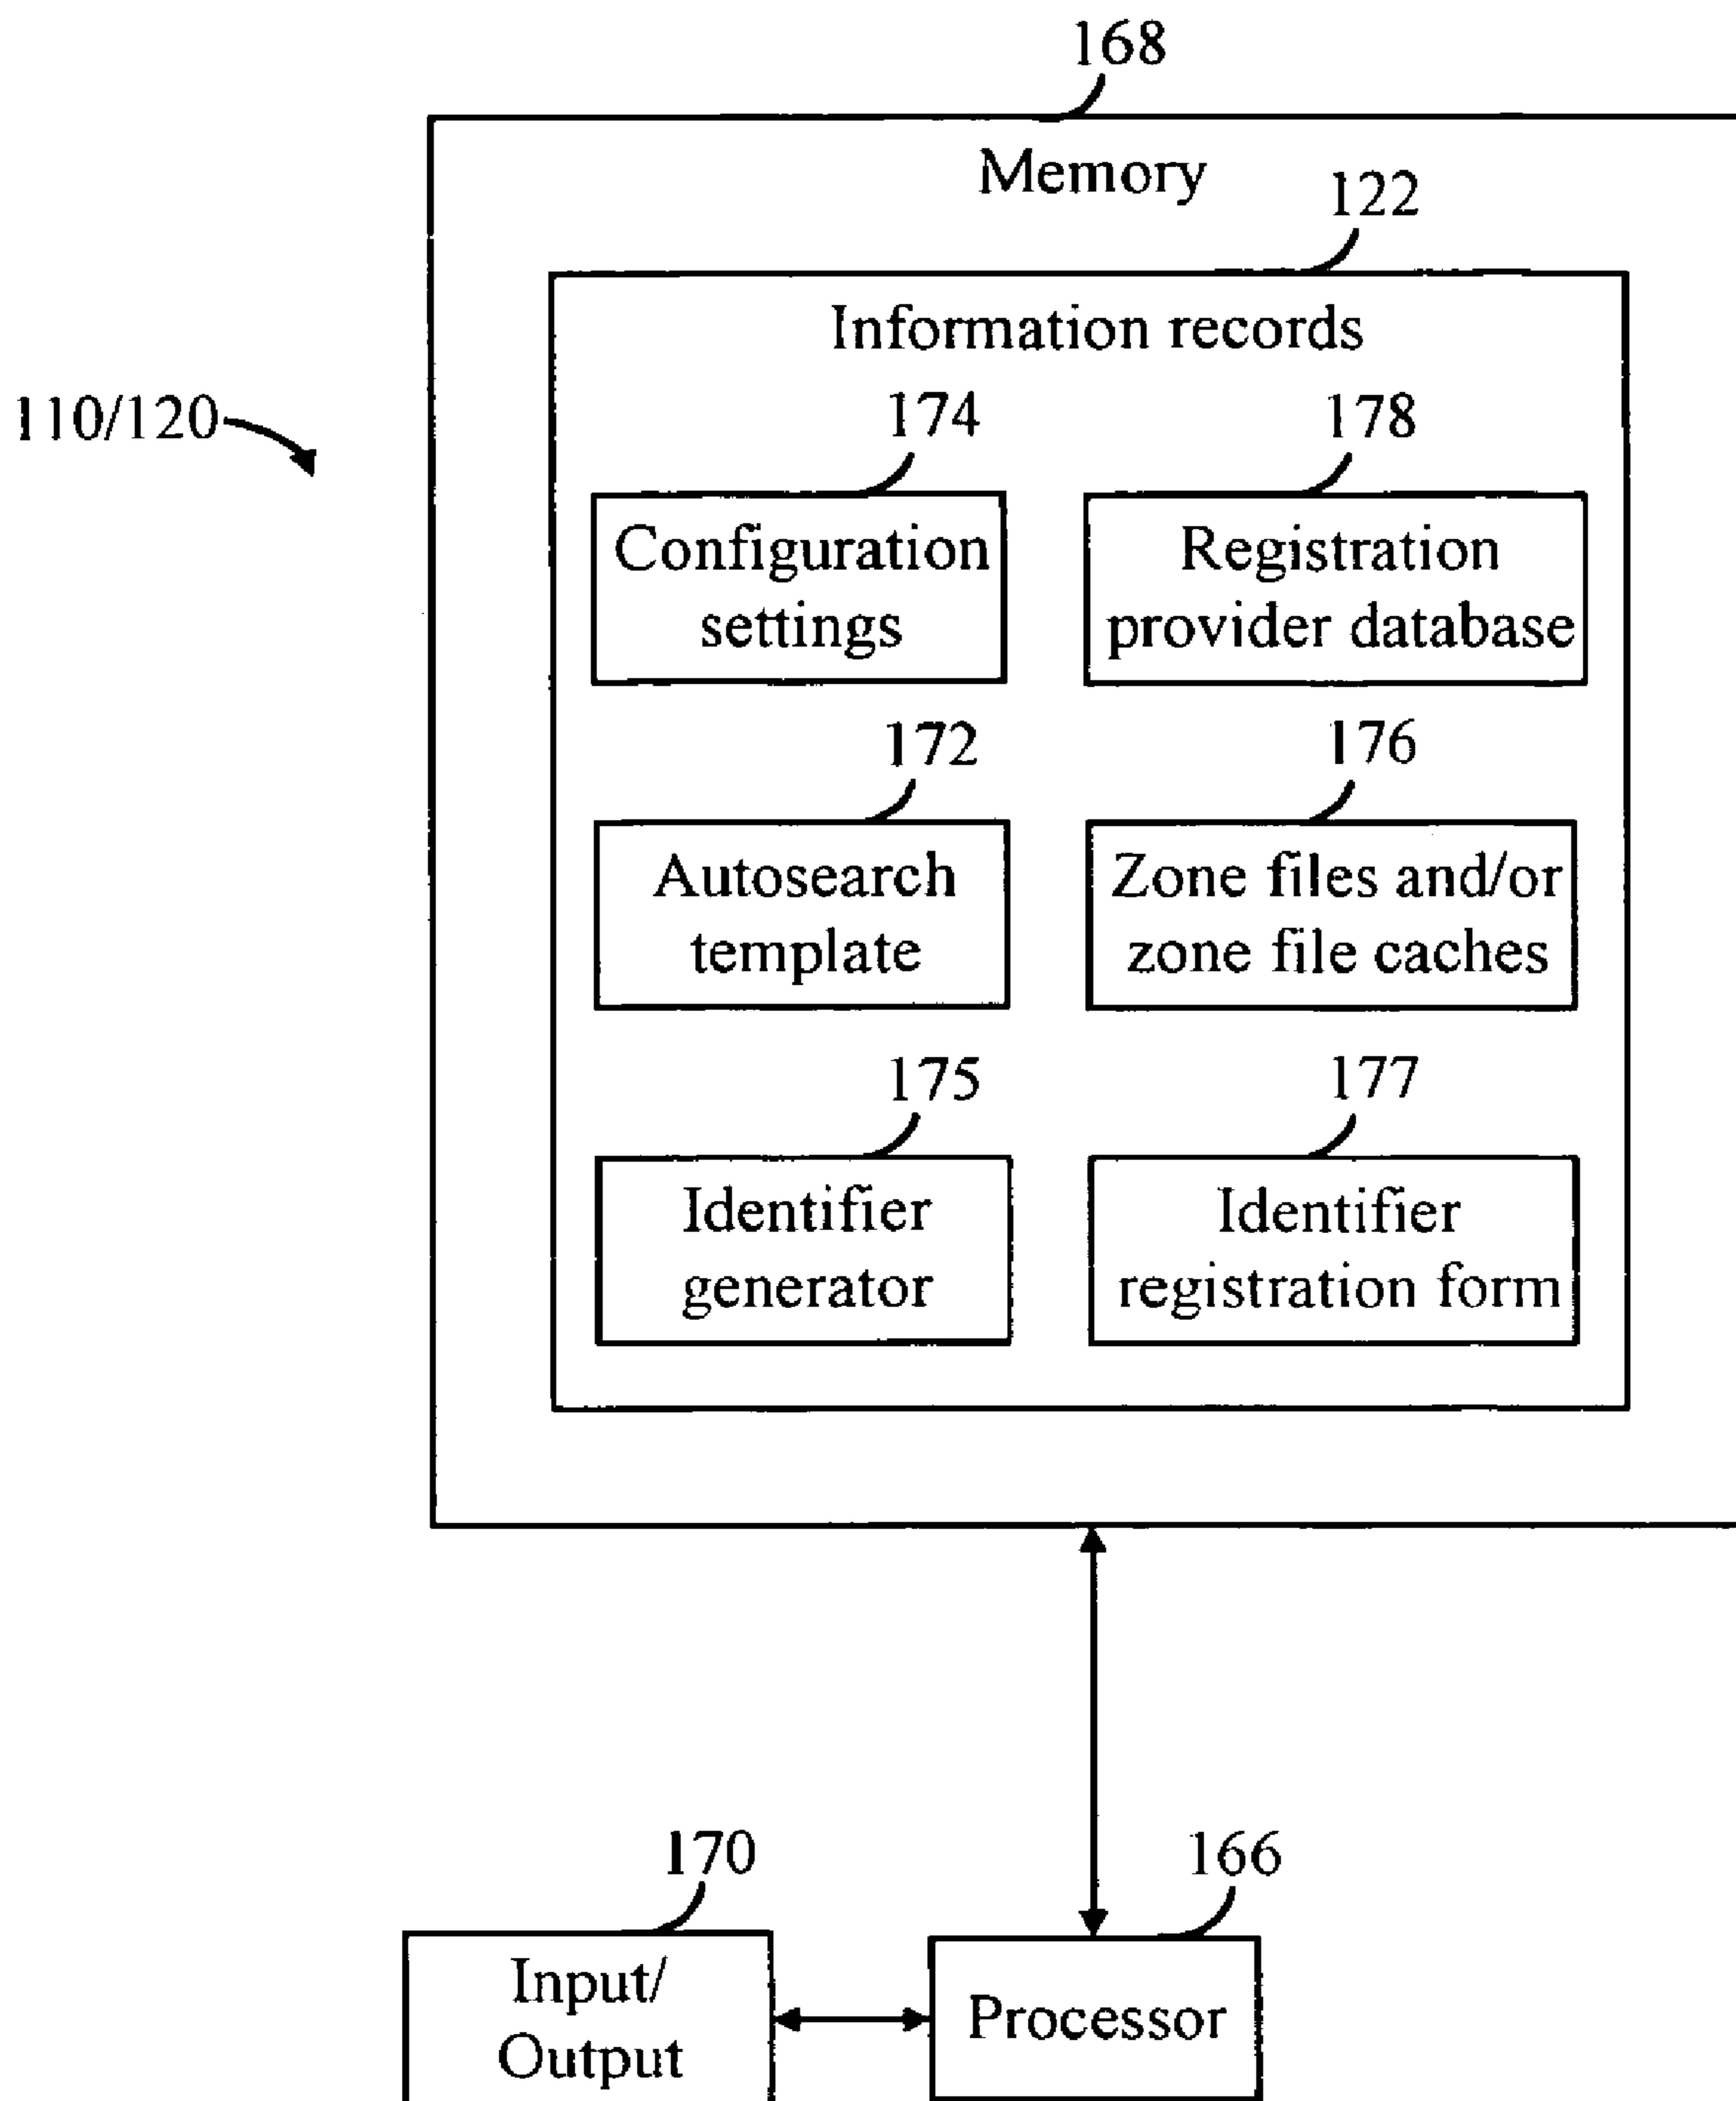 168
Memory
122
Information records
110/120
174
178
Configuration
settings
Registration
provider database
172
176
Autosearch
template
Zone files and/or
zone file caches
175
177
Identifier
generator
Identifier
registration form
170
166
Input/
Output
Processor